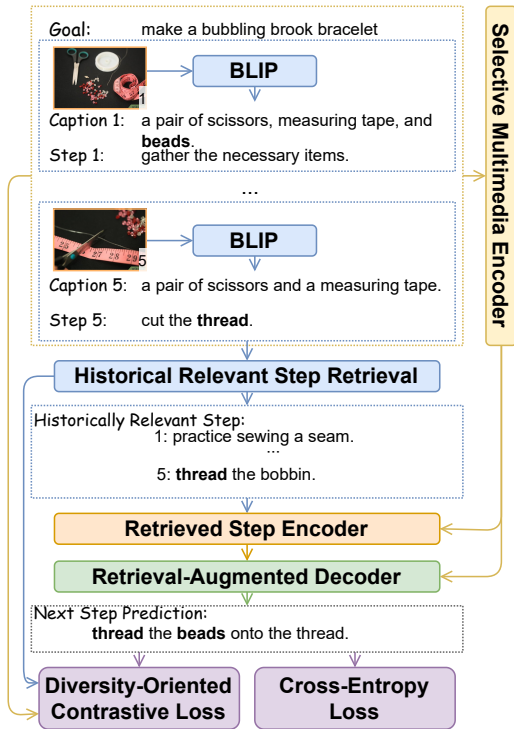 Goal: make a bubbling brook bracelet
1
BLIP
Caption 1: a pair of scissors, measuring tape, and
beads.
Step 1: gather the necessary items.
...
25 27 28 29
5
BLIP
Caption 5: a pair of scissors and a measuring tape.
Step 5: cut the thread.
Selective Multimedia Encoder
Historical Relevant Step Retrieval
Historically Relevant Step:
1: practice sewing a seam.
...
5: thread the bobbin.
Retrieved Step Encoder
Retrieval-Augmented Decoder
Next Step Prediction:
thread the beads onto the thread.
Diversity-Oriented
Contrastive Loss
Cross-Entropy
Loss